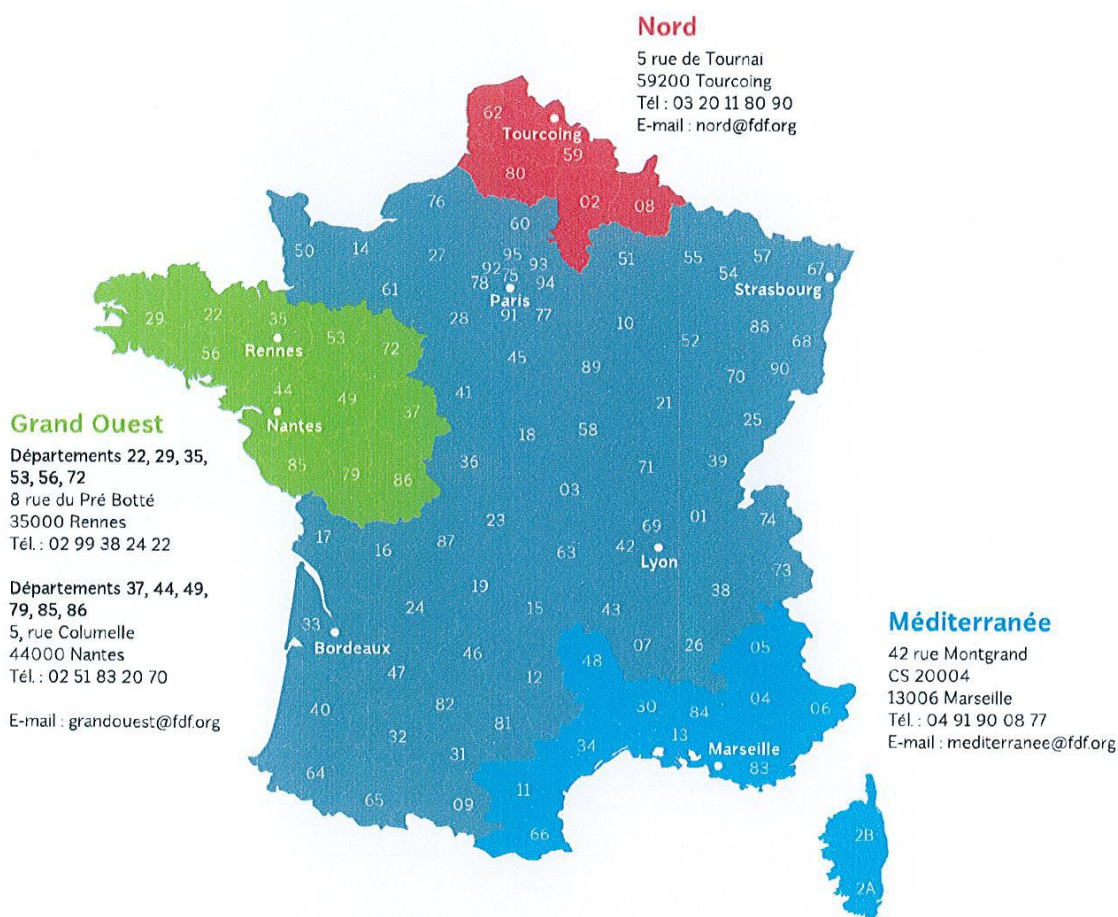 Nord
5 rue de Tournai
59200 Tourcoing
Tél : 03 20 11 80 90
E-mail : nord@fdf.org
62
Tourcoing
59
80
02
08
76
60
50
14
27
95
92
75
93
78
94
Paris
91
77
51
55
57
54
67
Strasbourg
61
28
10
88
68
52
29
22
35
53
Rennes
56
72
45
89
70
90
44
49
37
41
21
25
Nantes
18
58
85
79
86
36
71
39
03
Grand Ouest
Départements 22, 29, 35,
53, 56, 72
8 rue du Pré Botté
35000 Rennes
Tél. : 02 99 38 24 22
Départements 37, 44, 49,
79, 85, 86
5, rue Columelle
44000 Nantes
Tél. : 02 51 83 20 70
E-mail : grandouest@fdf.org
17
16
87
23
63
42
69
01
74
Lyon
73
19
38
24
15
43
33
Bordeaux
07
26
05
46
48
47
12
40
82
30
84
04
06
32
81
34
13
31
Marseille
83
64
11
65
09
66
2B
2A
Méditerranée
42 rue Montgrand
CS 20004
13006 Marseille
Tél. : 04 91 90 08 77
E-mail : mediterranee@fdf.org